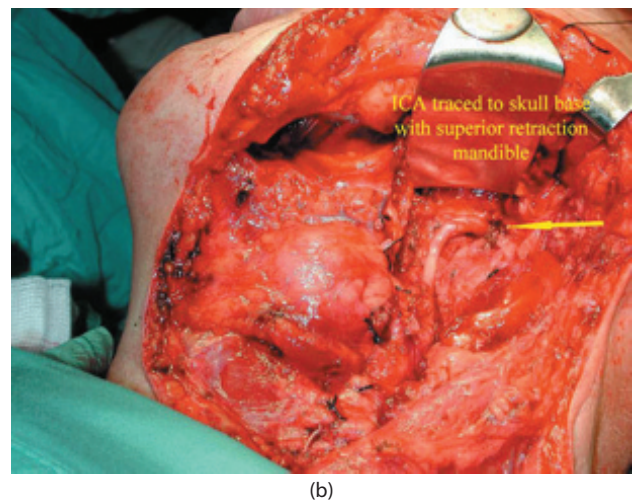 ICA traced to skull base
with superior retraction
mandible
(b)